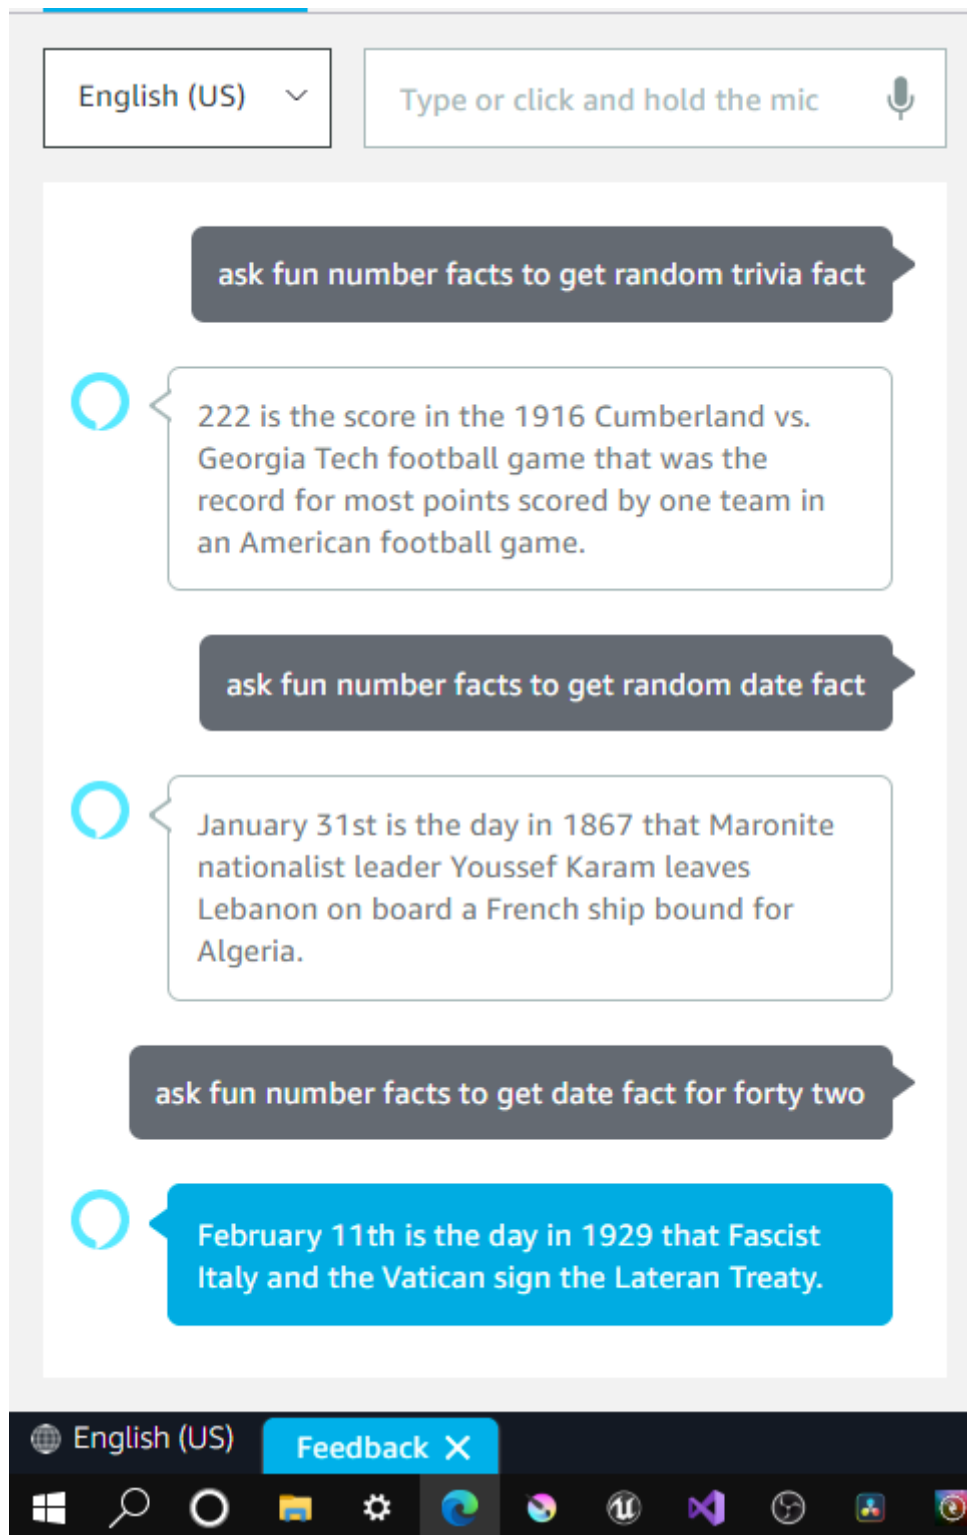 English (US)
Type or click and hold the mic
ask fun number facts to get random trivia fact
222 is the score in the 1916 Cumberland vs.
Georgia Tech football game that was the
record for most points scored by one team in
an American football game.
ask fun number facts to get random date fact
January 31st is the day in 1867 that Maronite
nationalist leader Youssef Karam leaves
Lebanon on board a French ship bound for
Algeria.
ask fun number facts to get date fact for forty two
February 11th is the day in 1929 that Fascist
Italy and the Vatican sign the Lateran Treaty.
English (US)
Feedback